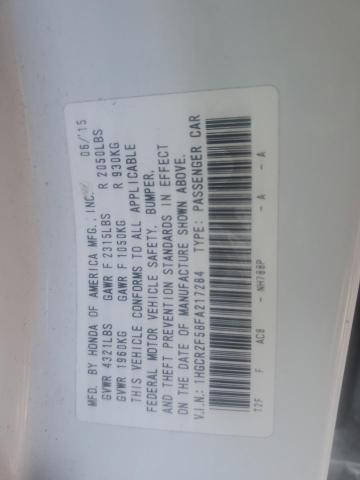 MFD. BY HONDA OF AMERICA MFG., INC. 06/15
GVWR 4321LBS GAWR F 2315LBS R 2050LBS
GVWR 1960KG GAWR F 1050KG R 930KG
THIS VEHICLE CONFORMS TO ALL APPLICABLE
FEDERAL MOTOR VEHICLE SAFETY, BUMPER,
AND THEFT PREVENTION STANDARDS IN EFFECT
ON THE DATE OF MANUFACTURE SHOWN ABOVE.
V.I.N.: 1HGCR2F58FA217284 TYPE: PASSENGER CAR
T2F F AC8 - NH788P - A - A